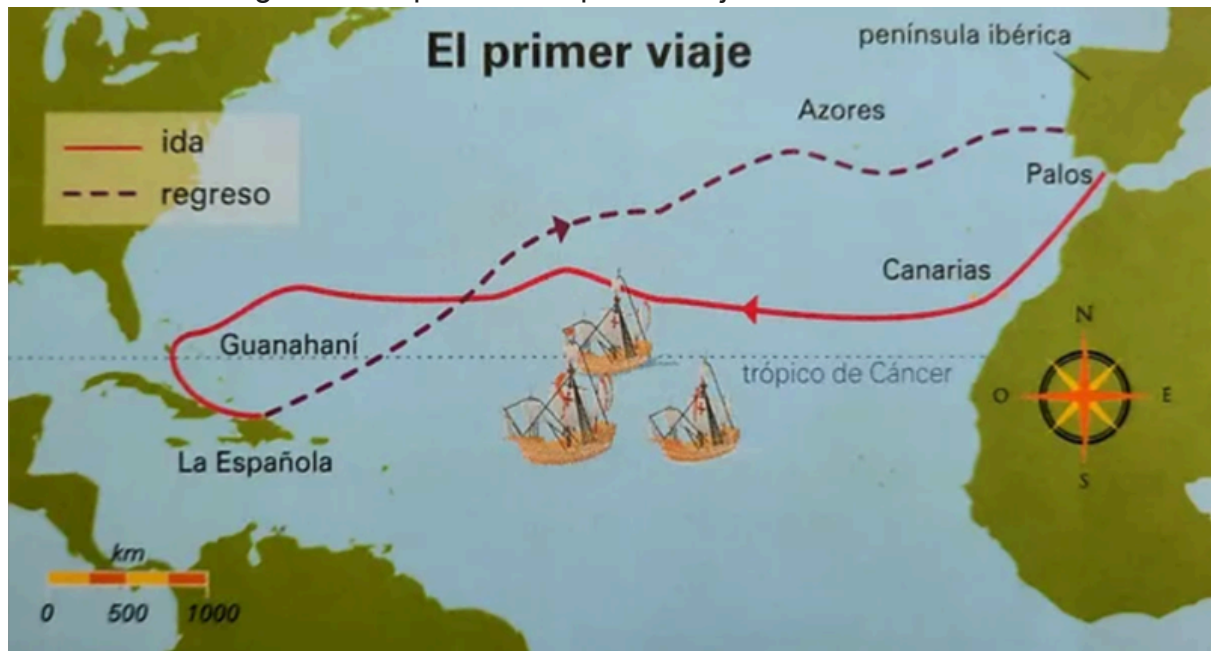 El primer viaje
península ibérica
ida
regreso
Azores
Palos
Canarias
Guanahaní
trópico de Cáncer
La Española
N
O
E
S
km
0 500 1000